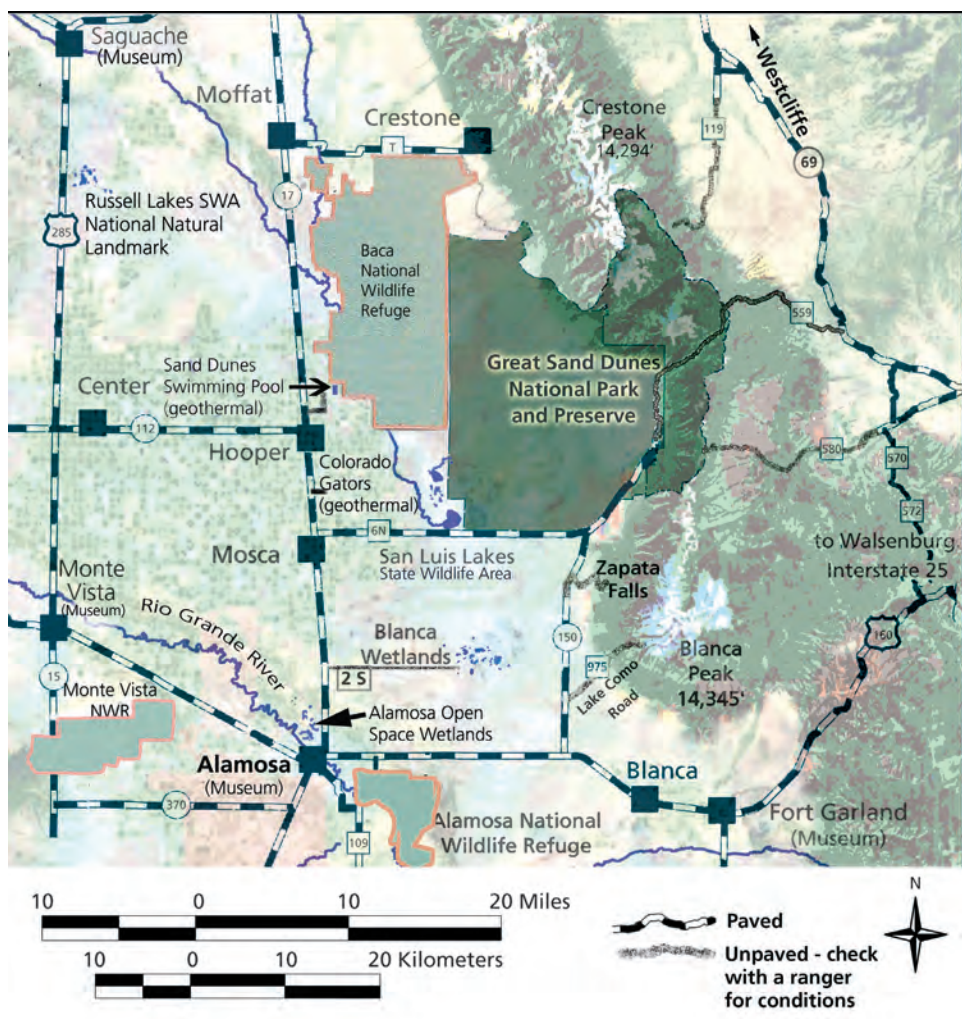 Saguache
(Museum)
Westcliffe
Moffat
Crestone
T
Crestone
Peak
14,294'
119
69
17
Russell Lakes SWA
National Natural
Landmark
285
Baca
National
Wildlife
Refuge
559
Sand Dunes
Swimming Pool
(geothermal)
Great Sand Dunes
National Park
and Preserve
Center
112
Hooper
580
570
Colorado
Gators
(geothermal)
572
6N
Mosca
San Luis Lakes
State Wildlife Area
to Walsenburg
Interstate 25
Zapata
Falls
Monte
Vista
(Museum)
Rio Grande River
150
160
Blanca
Wetlands
2 S
975
Lake Como
Road
Blanca
Peak
14,345'
15
Monte Vista
NWR
Alamosa Open
Space Wetlands
Alamosa
(Museum)
Blanca
370
109
Alamosa National
Wildlife Refuge
Fort Garland
(Museum)
10 0 10 20 Miles
10 0 10 20 Kilometers
Paved
Unpaved - check
with a ranger
for conditions
N